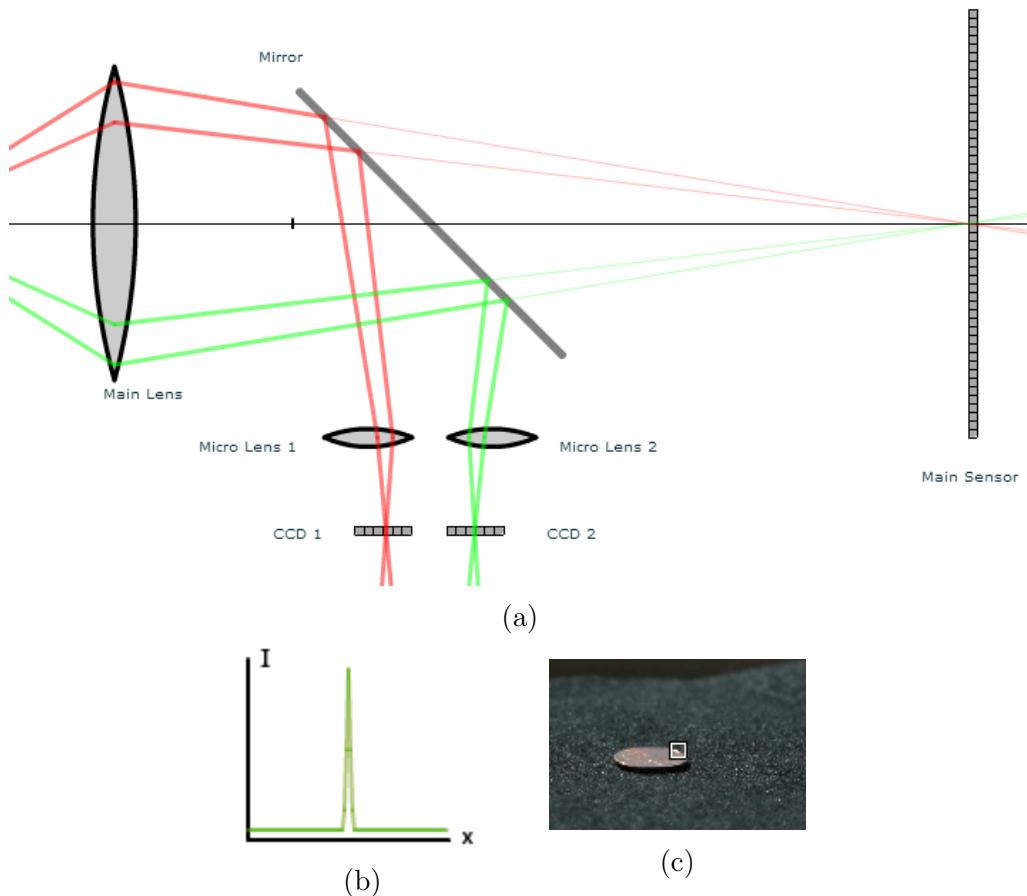 Mirror
Main Lens
Micro Lens 1
Micro Lens 2
Main Sensor
CCD 1
CCD 2
(a)
I
x
(b)
(c)